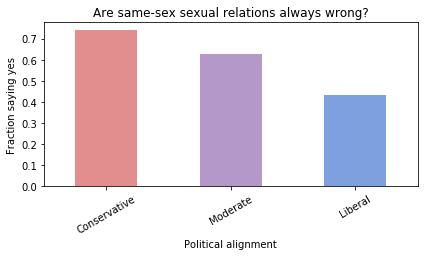 Are same-sex sexual relations always wrong?
Fraction saying yes
0.7
0.6
0.5
0.4
0.3
0.2
0.1
0.0
Conservative
Moderate
Liberal
Political alignment